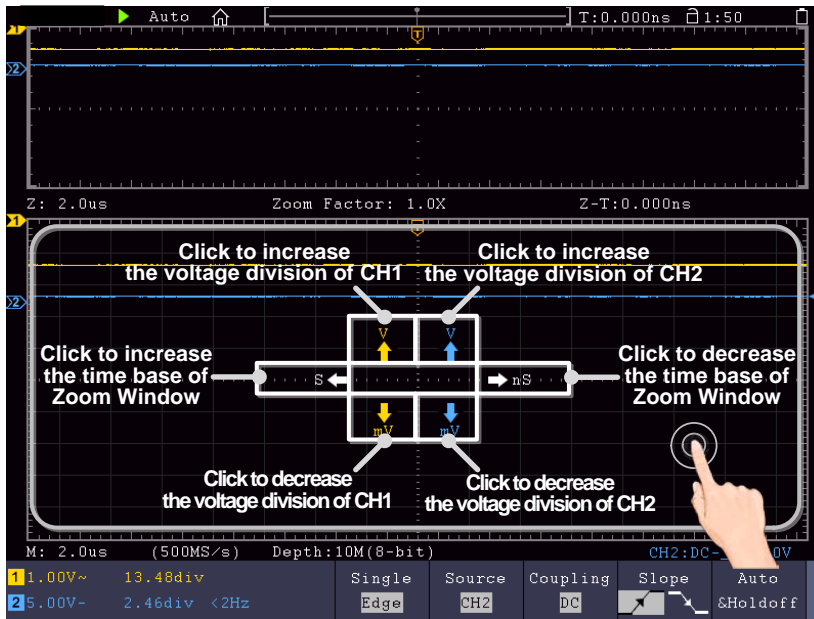 Auto T:0.000ns 1:50
1
T
2
Z: 2.0us Zoom Factor: 1.0X Z-T:0.000ns
1
T
Click to increase
the voltage division of CH1
Click to increase
the voltage division of CH2
2
V V
Click to increase
the time base of
Zoom Window
S nS
Click to decrease
the time base of
Zoom Window
mV mV
Click to decrease
the voltage division of CH1
Click to decrease
the voltage division of CH2
M: 2.0us (500MS/s) Depth:10M(8-bit) CH2:DC- 0V
1 1.00V~ 13.48div
2 5.00V- 2.46div <2Hz
Single
Edge
Source
CH2
Coupling
DC
Slope
Auto
&Holdoff